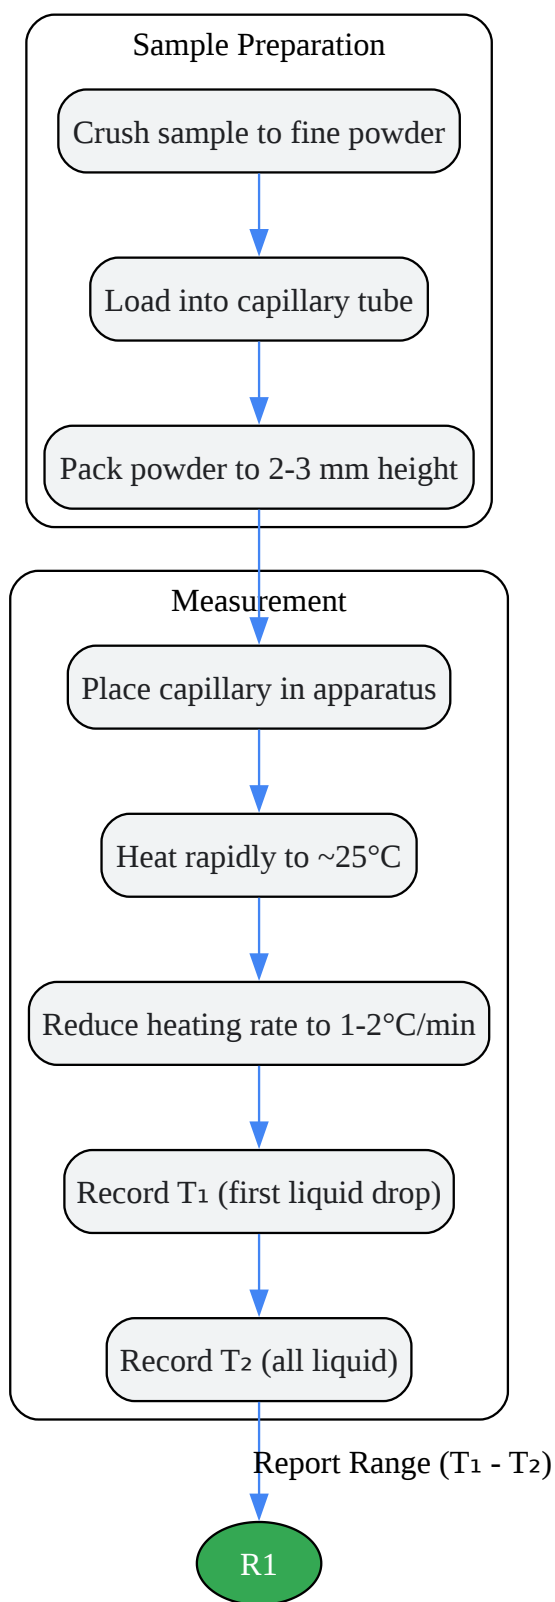 Sample Preparation
Crush sample to fine powder
Load into capillary tube
Pack powder to 2-3 mm height
Measurement
Place capillary in apparatus
Heat rapidly to ~25°C
Reduce heating rate to 1-2°C/min
Record T₁ (first liquid drop)
Record T₂ (all liquid)
Report Range (T₁ - T₂)
R1